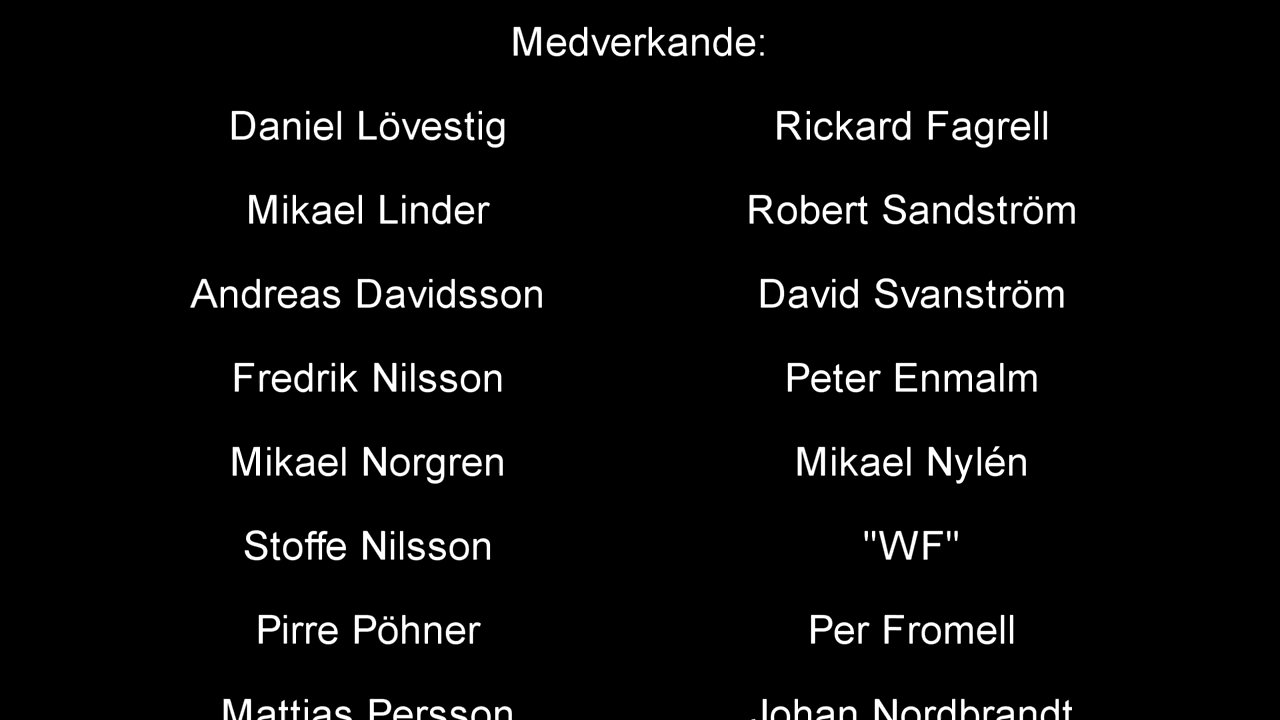 Medverkande:
Daniel Lövestig Rickard Fagrell
Mikael Linder Robert Sandström
Andreas Davidsson David Svanström
Fredrik Nilsson Peter Enmalm
Mikael Norgren Mikael Nylén
Stoffe Nilsson "WF"
Pirre Pöhner Per Fromell
Mattias Persson Johan Nordbrandt